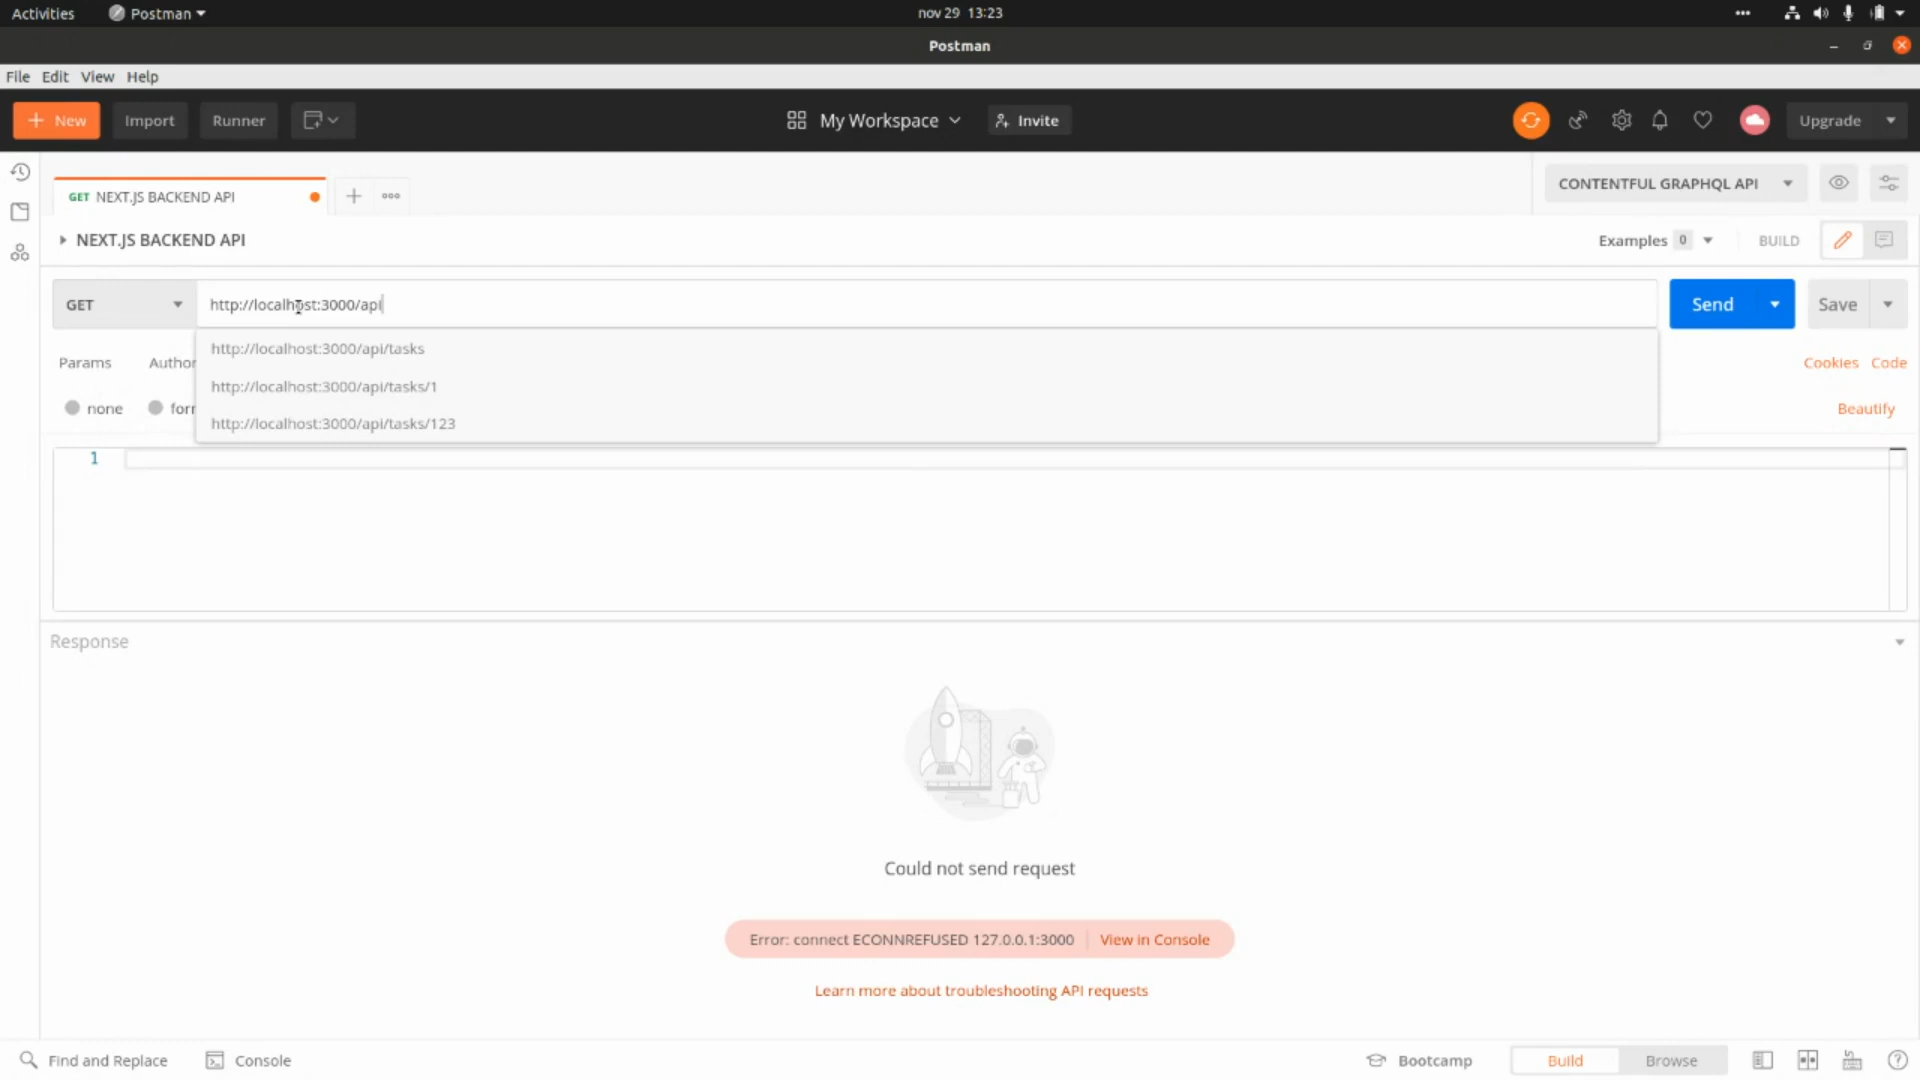 Activities Postman nov 29 13:23
Postman
File Edit View Help
+ New Import Runner My Workspace Invite Upgrade
GET NEXT.JS BACKEND API CONTENTFUL GRAPHQL API
NEXT.JS BACKEND API Examples 0 BUILD
GET http://localhost:3000/api Send Save
http://localhost:3000/api/tasks
Params Author Cookies Code
http://localhost:3000/api/tasks/1
none forr Beautify
http://localhost:3000/api/tasks/123
1
Response
Could not send request
Error: connect ECONNREFUSED 127.0.0.1:3000 View in Console
Learn more about troubleshooting API requests
Find and Replace Console Bootcamp Build Browse